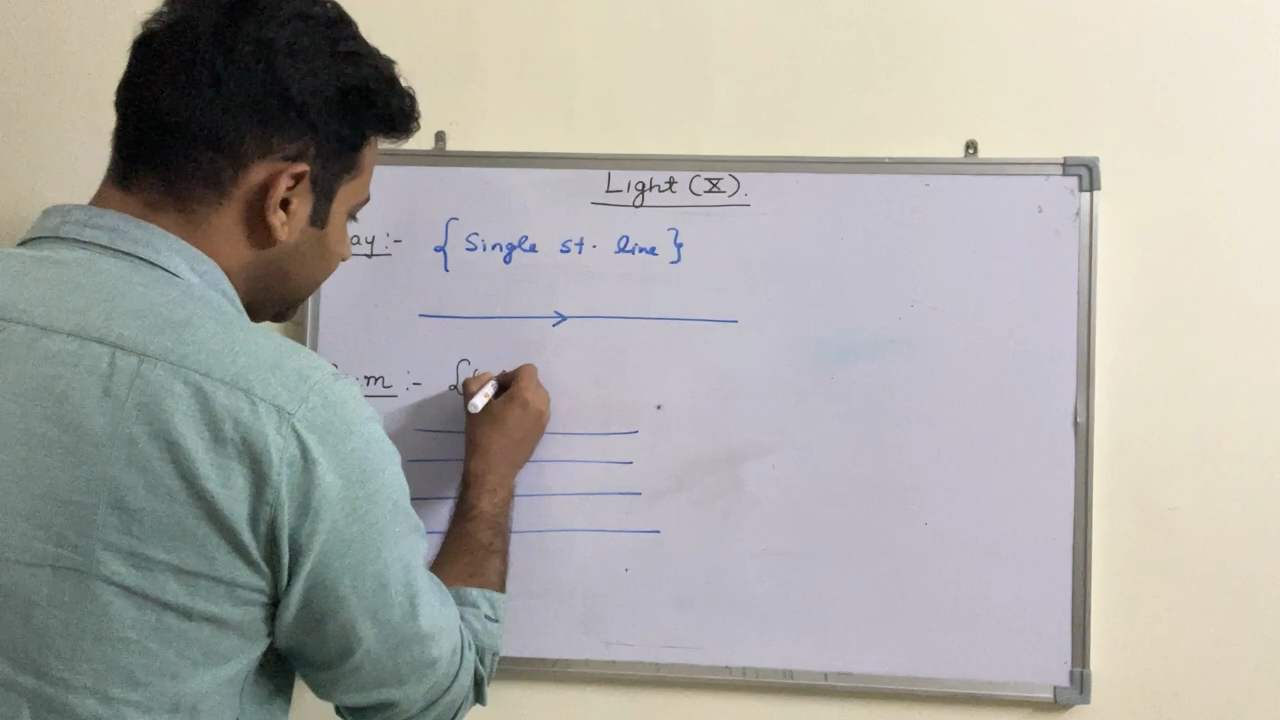 Light (X).
ay:- { Single st. line }
m :- {